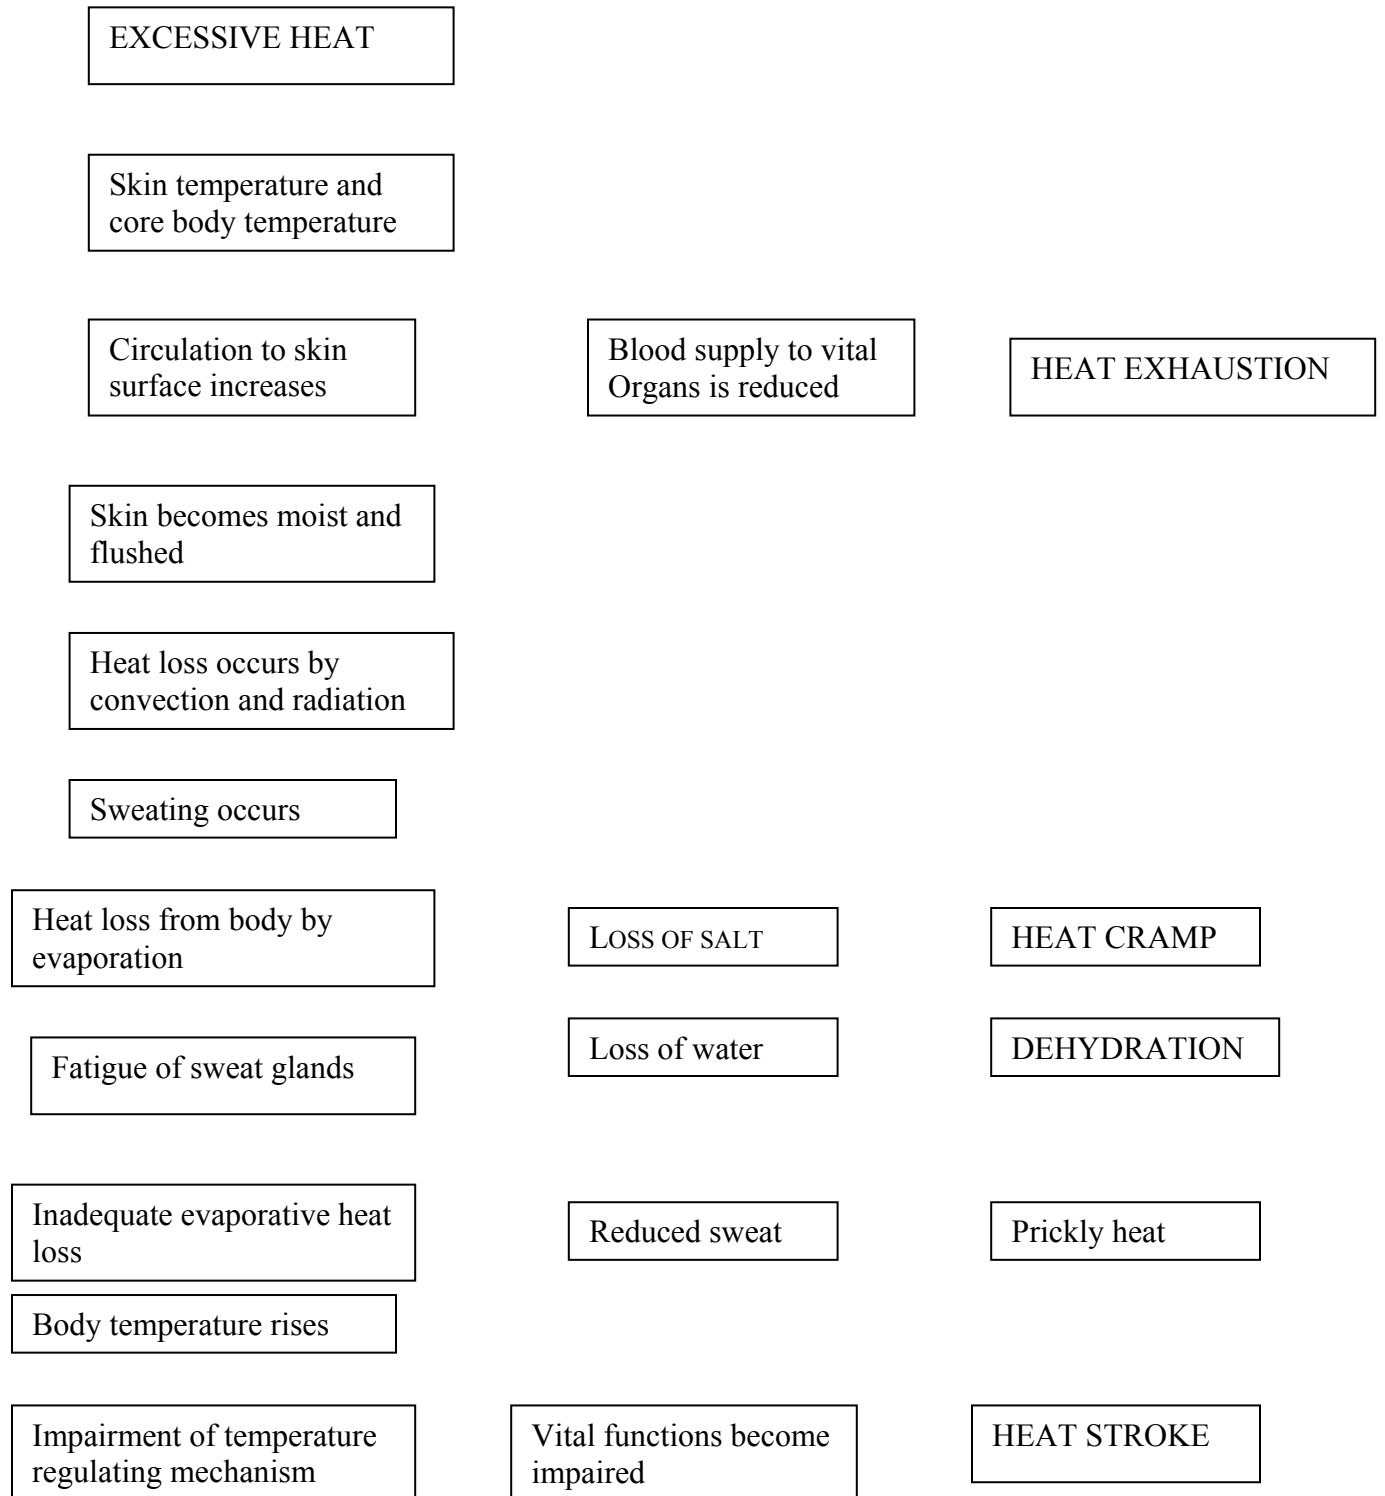 EXCESSIVE HEAT
Skin temperature and
core body temperature
Circulation to skin
surface increases
Blood supply to vital
Organs is reduced
HEAT EXHAUSTION
Skin becomes moist and
flushed
Heat loss occurs by
convection and radiation
Sweating occurs
Heat loss from body by
evaporation
LOSS OF SALT
HEAT CRAMP
Fatigue of sweat glands
Loss of water
DEHYDRATION
Inadequate evaporative heat
loss
Reduced sweat
Prickly heat
Body temperature rises
Impairment of temperature
regulating mechanism
Vital functions become
impaired
HEAT STROKE